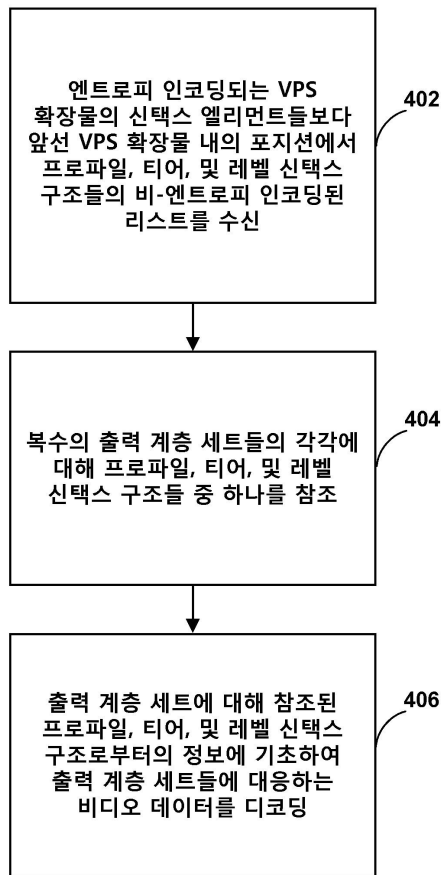 엔트로피 인코딩되는 VPS
확장물의 신택스 엘리먼트들보다
앞선 VPS 확장물 내의 포지션에서
프로파일, 티어, 및 레벨 신택스
구조들의 비-엔트로피 인코딩된
리스트를 수신
402
복수의 출력 계층 세트들의 각각에
대해 프로파일, 티어, 및 레벨
신택스 구조들 중 하나를 참조
404
출력 계층 세트에 대해 참조된
프로파일, 티어, 및 레벨 신택스
구조로부터의 정보에 기초하여
출력 계층 세트들에 대응하는
비디오 데이터를 디코딩
406